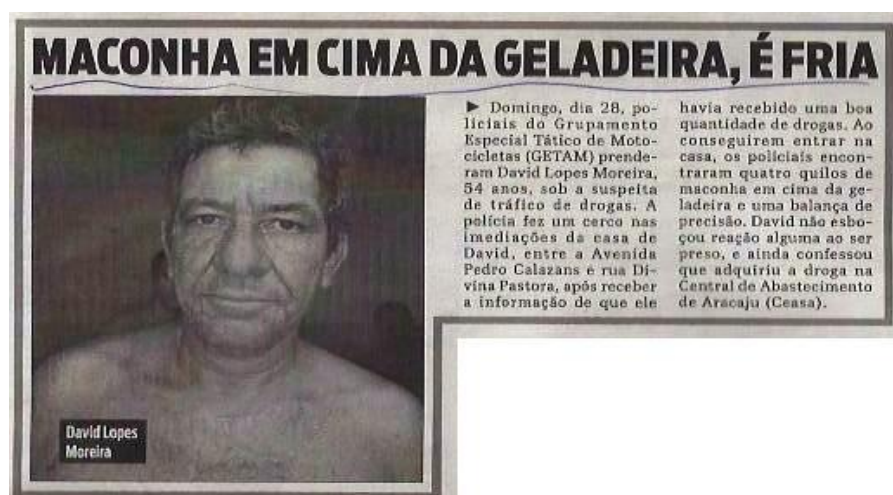 MACONHA EM CIMA DA GELADEIRA, É FRIA
► Domingo, dia 28, po-
liciais do Grupamento
Especial Tático de Moto-
cicletas (GETAM) prende-
ram David Lopes Moreira,
54 anos, sob a suspeita
de tráfico de drogas. A
polícia fez um cerco nas
imediações da casa de
David, entre a Avenida
Pedro Calazans e rua Di-
vina Pastora, após receber
a informação de que ele
havia recebido uma boa
quantidade de drogas. Ao
conseguirem entrar na
casa, os policiais encon-
traram quatro quilos de
maconha em cima da ge-
ladeira e uma balança de
precisão. David não esbo-
çou reação alguma ao ser
preso, e ainda confessou
que adquiriu a droga na
Central de Abastecimento
de Aracaju (Ceasa).
David Lopes
Moreira